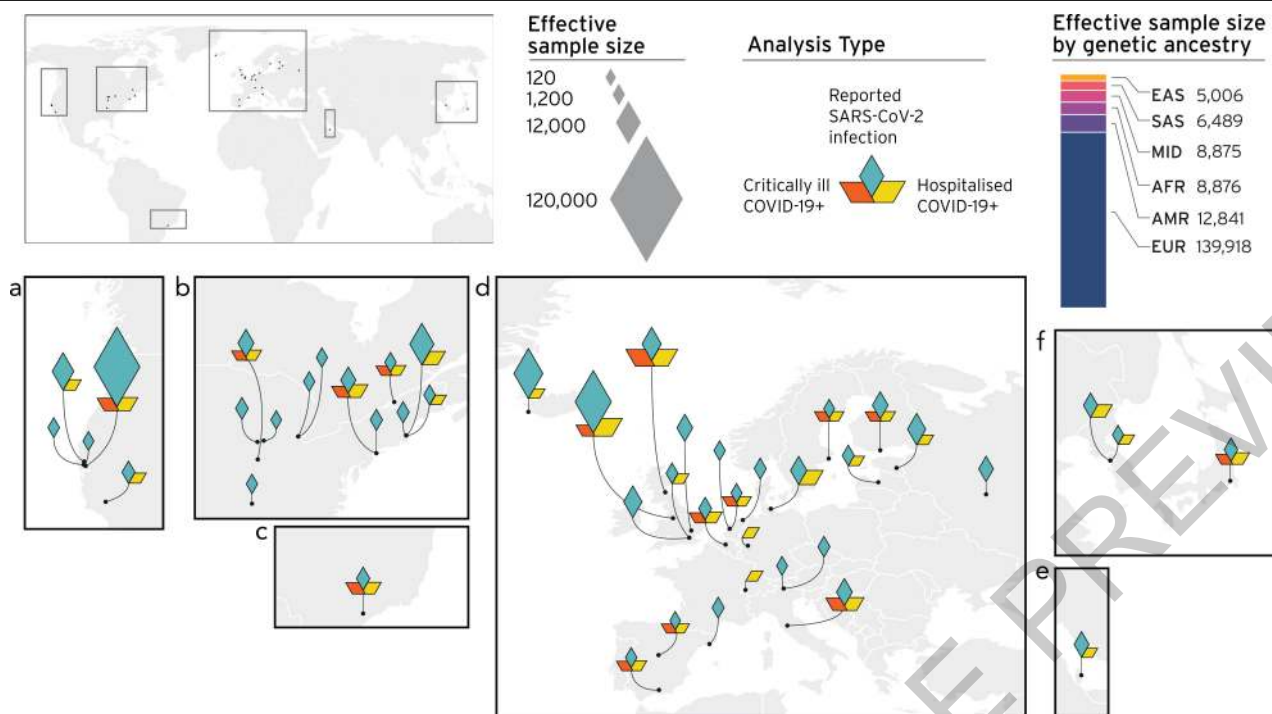 Effective
sample size
120
1,200
12,000
120,000
Analysis Type
Reported
SARS-CoV-2
infection
Critically ill
COVID-19+
Hospitalised
COVID-19+
Effective sample size
by genetic ancestry
EAS 5,006
SAS 6,489
MID 8,875
AFR 8,876
AMR 12,841
EUR 139,918
a
b
c
d
e
f
E PREVI